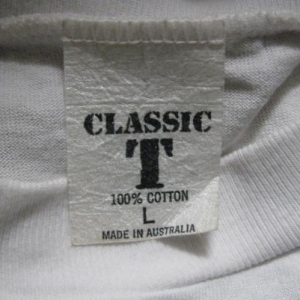 CLASSIC
T
100% COTTON
L
MADE IN AUSTRALIA